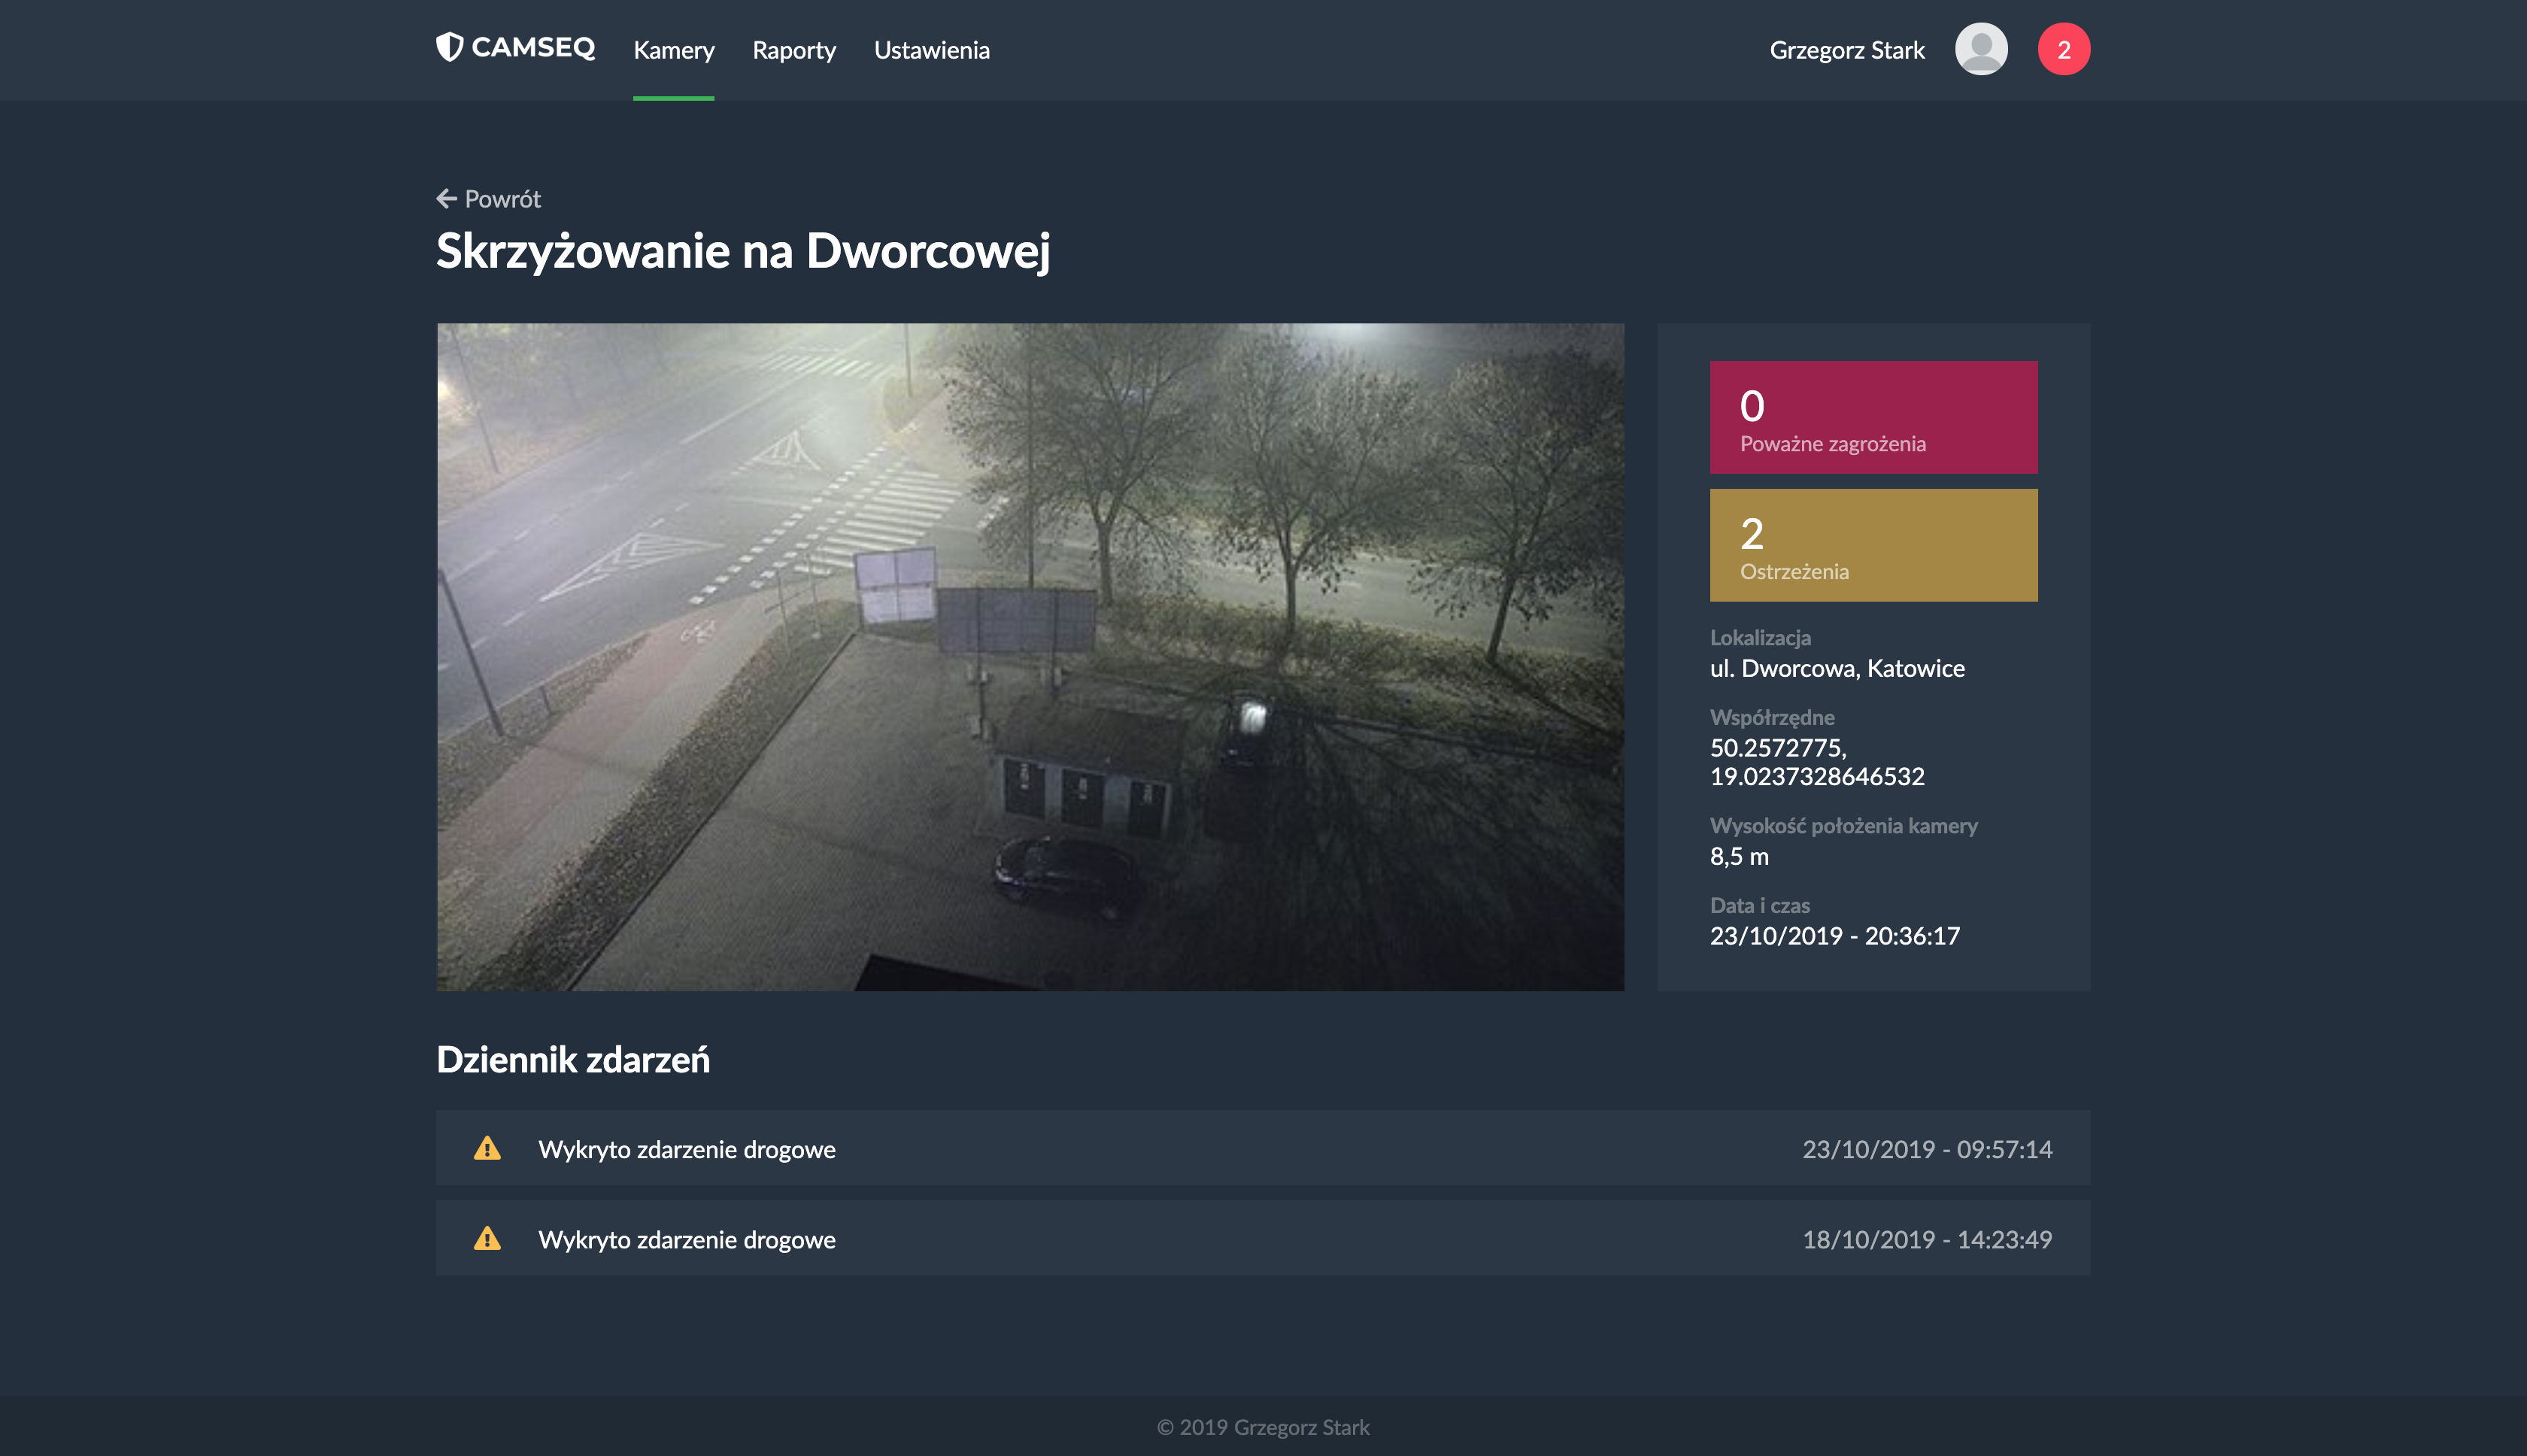 CAMSEQ
Kamery
Raporty
Ustawienia
Grzegorz Stark
2
Powrót
Skrzyżowanie na Dworcowej
0
Poważne zagrożenia
2
Ostrzeżenia
Lokalizacja
ul. Dworcowa, Katowice
Współrzędne
50.2572775,
19.0237328646532
Wysokość położenia kamery
8,5 m
Data i czas
23/10/2019 - 20:36:17
Dziennik zdarzeń
Wykryto zdarzenie drogowe
23/10/2019 - 09:57:14
Wykryto zdarzenie drogowe
18/10/2019 - 14:23:49
© 2019 Grzegorz Stark